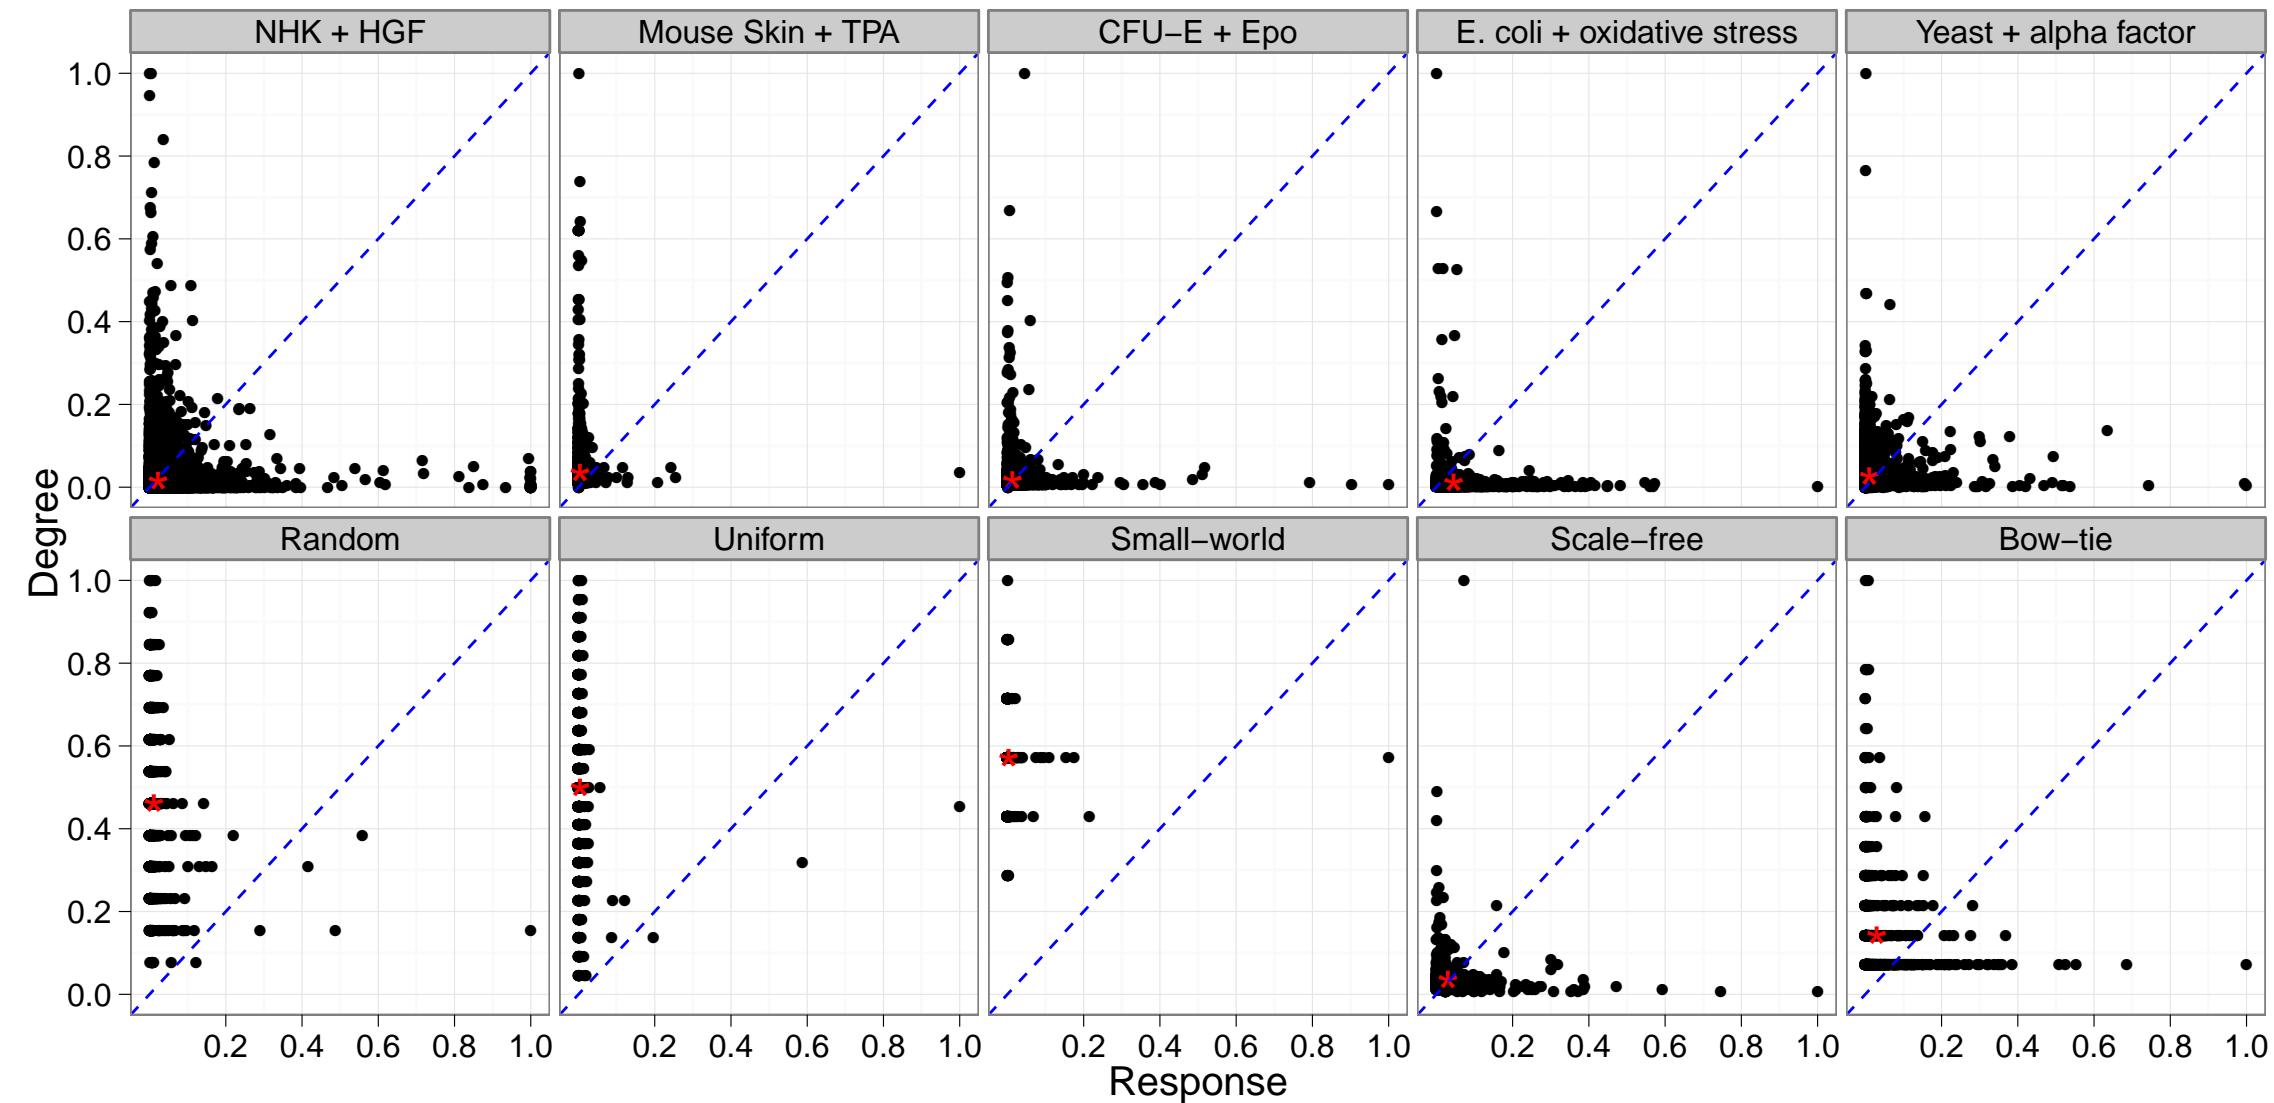 NHK + HGF
Mouse Skin + TPA
CFU−E + Epo
E. coli + oxidative stress
Yeast + alpha factor
1.0
0.8
0.6
0.4
0.2
0.0
Degree
Random
Uniform
Small−world
Scale−free
Bow−tie
1.0
0.8
0.6
0.4
0.2
0.0
0.2 0.4 0.6 0.8 1.0 0.2 0.4 0.6 0.8 1.0 0.2 0.4 0.6 0.8 1.0 0.2 0.4 0.6 0.8 1.0 0.2 0.4 0.6 0.8 1.0
Response